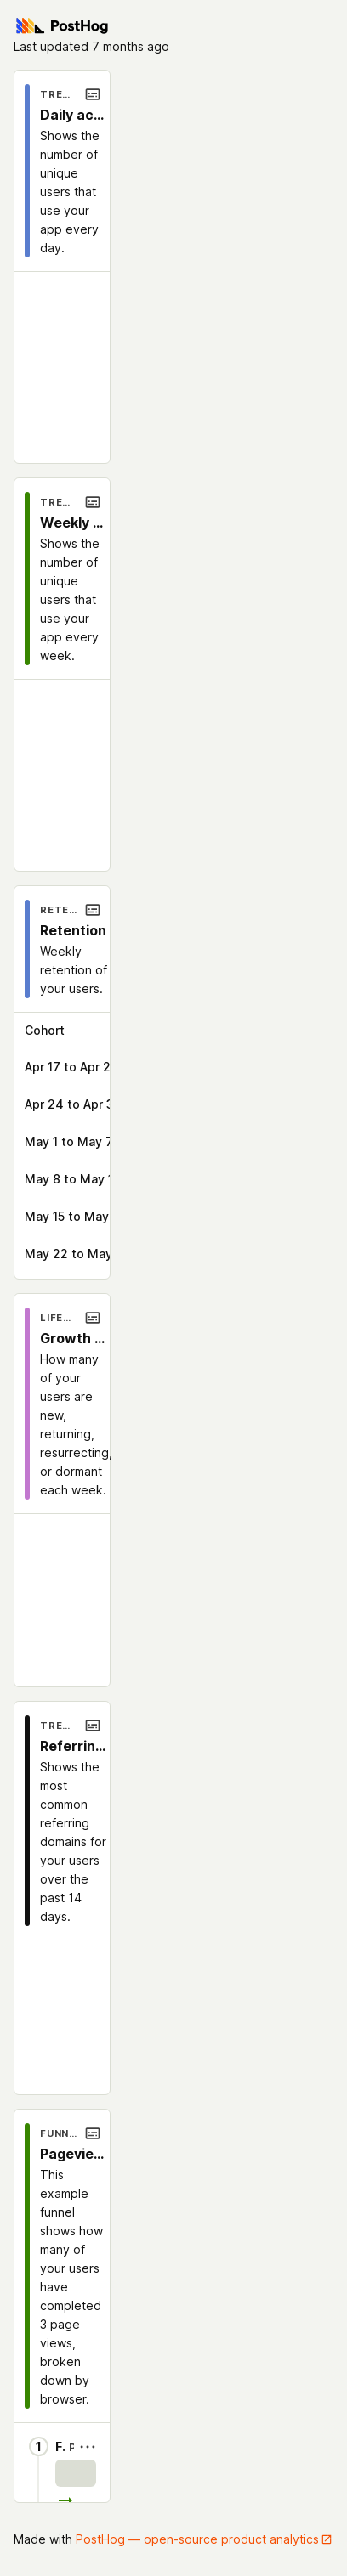 PostHog
Last updated 7 months ago
TRE…
Daily ac…
Shows the
number of
unique
users that
use your
app every
day.
TRE…
Weekly …
Shows the
number of
unique
users that
use your
app every
week.
RETE…
Retention
Weekly
retention of
your users.
Cohort
Apr 17 to Apr 2
Apr 24 to Apr 3
May 1 to May 7
May 8 to May 1
May 15 to May
May 22 to May
LIFE…
Growth …
How many
of your
users are
new,
returning,
resurrecting,
or dormant
each week.
TRE…
Referrin…
Shows the
most
common
referring
domains for
your users
over the
past 14
days.
FUNN…
Pagevie…
This
example
funnel
shows how
many of
your users
have
completed
3 page
views,
broken
down by
browser.
1 F. P
Made with PostHog — open-source product analytics